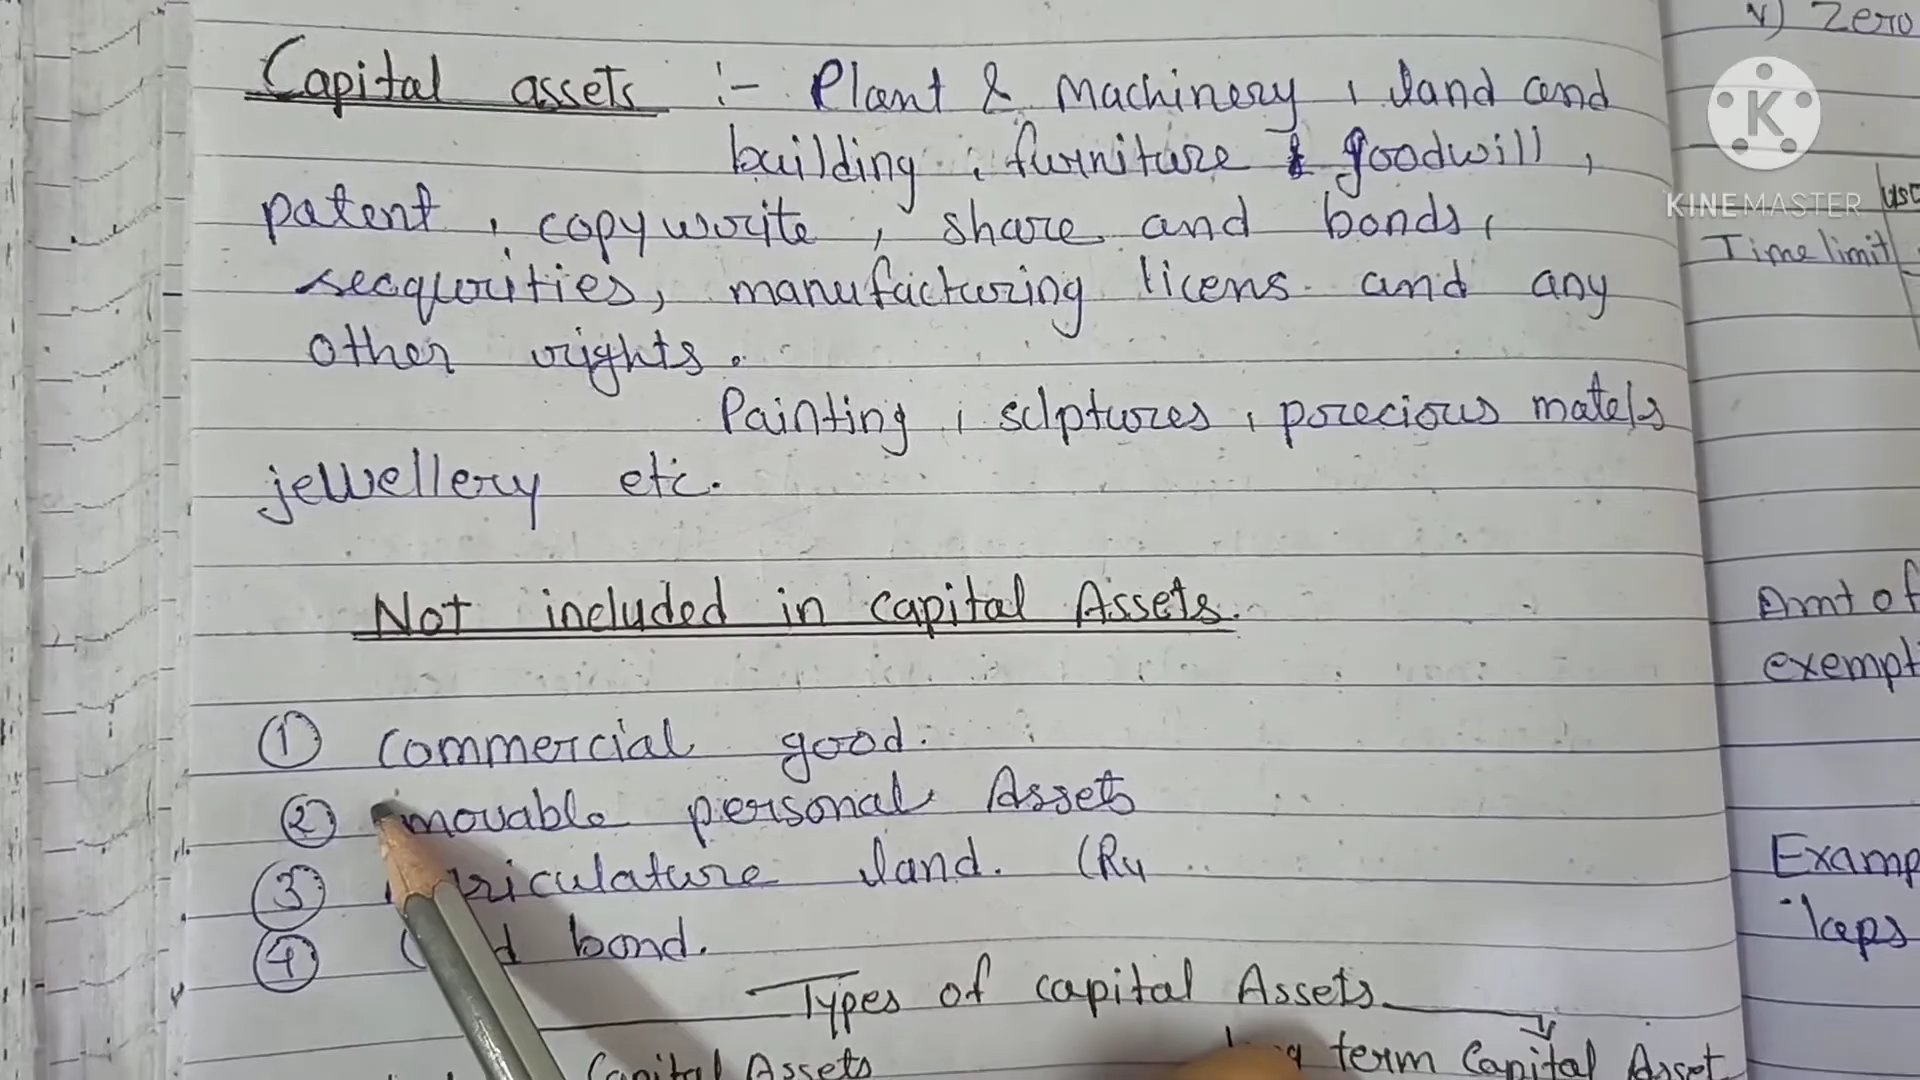 Capital assets :- Plant & Machinery, land and
building, furniture & goodwill,
patent, copywrite, share and bonds,
seaqurities, manufacturing licens. and any
other rights.
Painting, sclptures, precious matels
jewellery etc.
Not included in capital Assets.
① Commercial good.
② movable personal Assets
③ land. (Ru
④ bond.
Types of capital Assets
Capital Assets
term Capital Asset
v) Zero
K
KINEMASTER
Time limit
Amt of
exempt
Examp
laps